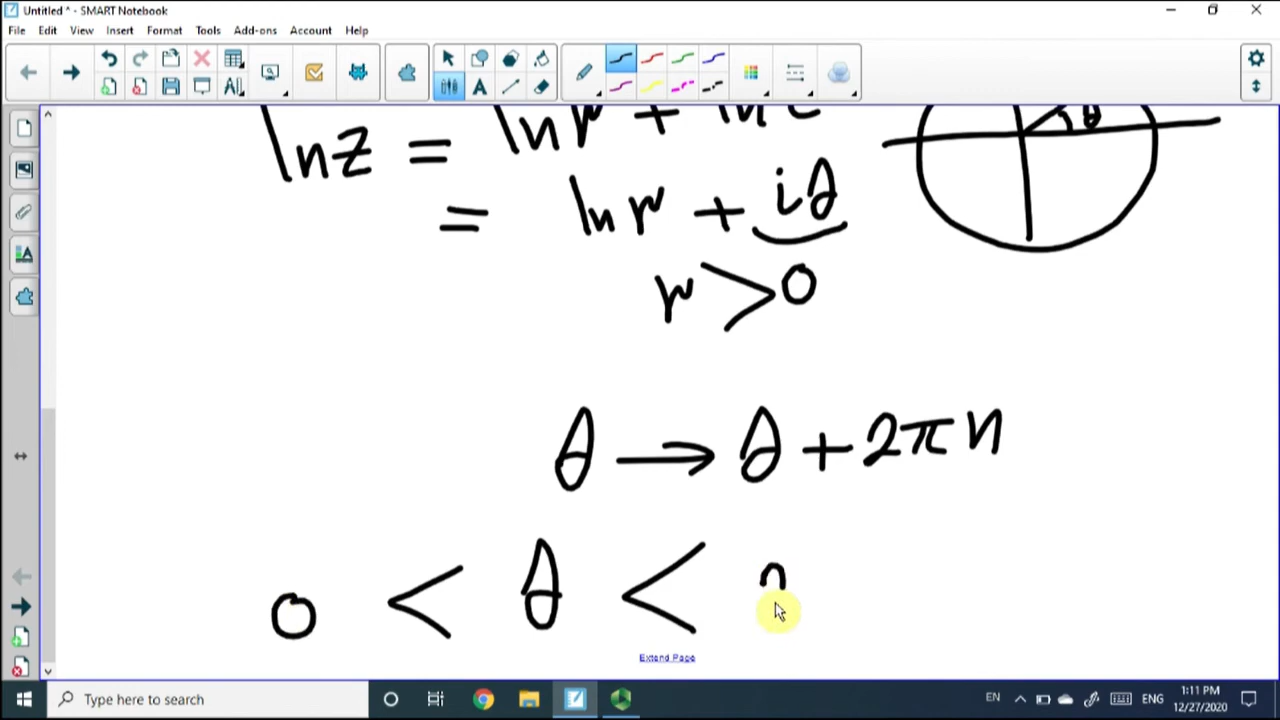 Untitled * - SMART Notebook
File Edit View Insert Format Tools Add-ons Account Help
ln z = ln r + ln e
θ
= ln r + iθ
r > 0
θ → θ + 2πn
0 < θ <
Extend Page
Type here to search
EN
ENG
1:11 PM
12/27/2020